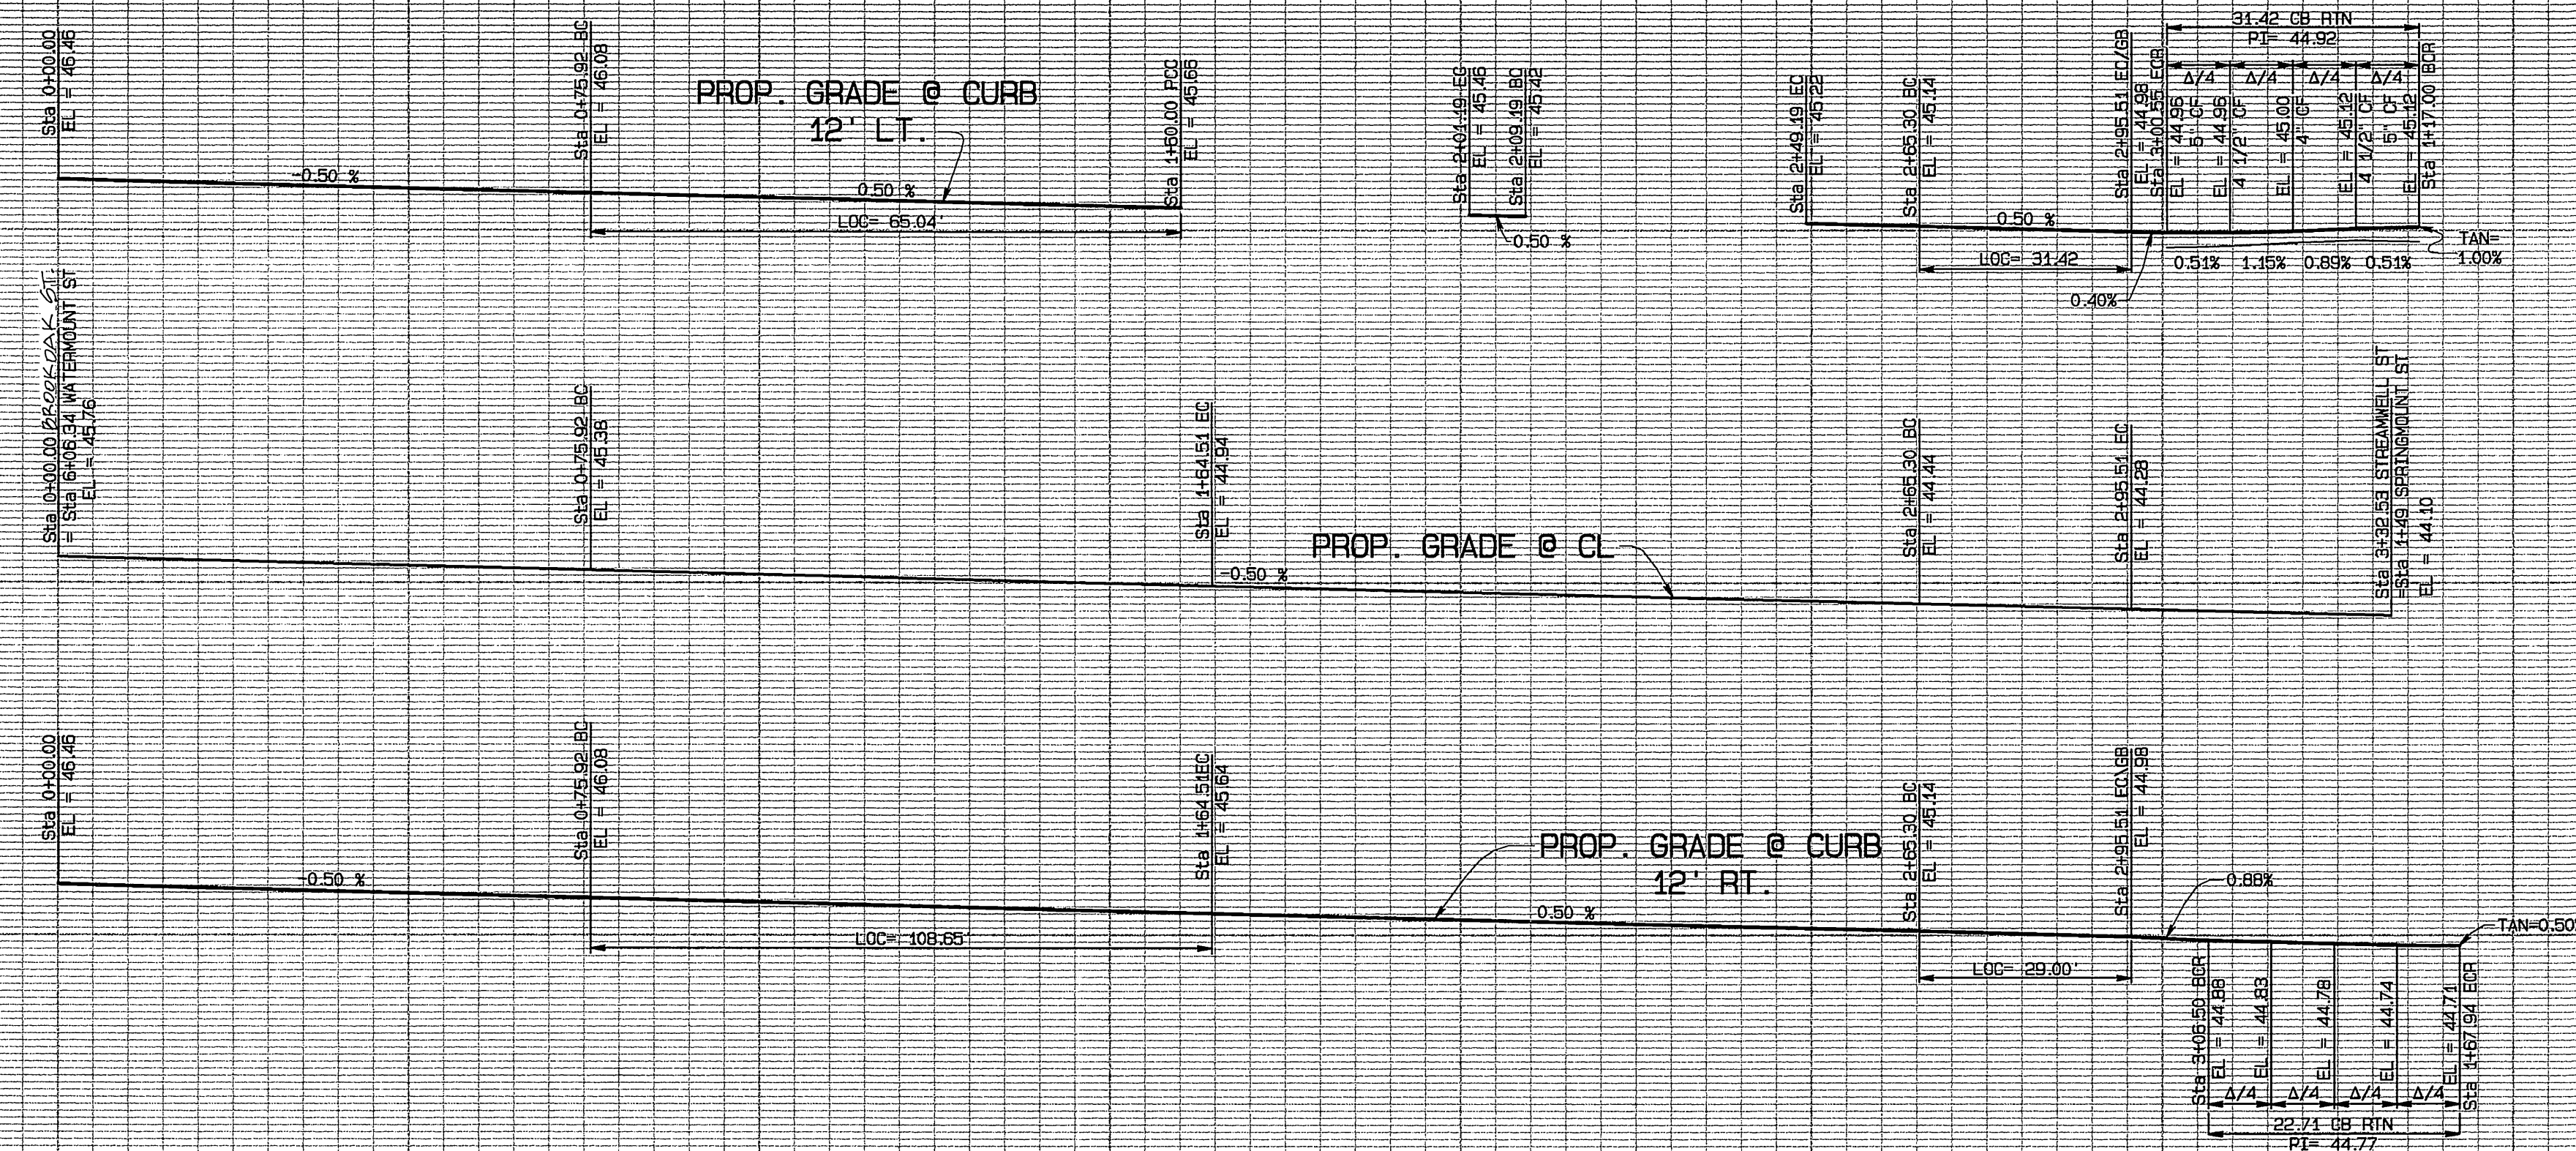 31.42 CB RTN
PI= 44.92
Δ/4
Δ/4
Δ/4
Δ/4
Sta 0+00.00
EL = 46.46
Sta 0+75.92 BC
EL = 46.08
PROP. GRADE @ CURB
12' LT.
Sta 1+60.00 PCC
EL = 45.66
Sta 2+01.19 EC
EL = 45.46
Sta 2+09.19 BC
EL = 45.42
Sta 2+49.19 EC
EL = 45.22
Sta 2+65.30 BC
EL = 45.14
Sta 2+95.51 EC/GB
EL = 44.98
Sta 3+00.55 ECR
EL = 44.96
5" CF
EL = 44.96
4 1/2" CF
EL = 45.00
4" CF
EL = 45.12
4 1/2" CF
5" CF
EL = 45.12
Sta 1+17.00 BCR
-0.50 %
0.50 %
LOC= 65.04'
0.50 %
0.50 %
LOC= 31.42
0.40%
0.51%
1.15%
0.89%
0.51%
TAN=
1.00%
Sta 0+00.00 BROOKOAK ST.
= Sta 6+06.34 WATERMOUNT ST
EL = 45.76
Sta 0+75.92 BC
EL = 45.38
Sta 1+64.51 EC
EL = 44.94
-0.50 %
PROP. GRADE @ CL
Sta 2+65.30 BC
EL = 44.44
Sta 2+95.51 EC
EL = 44.28
Sta 3+32.53 STREAMWELL ST
=Sta 1+49 SPRINGMOUNT ST
EL = 44.10
Sta 0+00.00
EL = 46.46
Sta 0+75.92 BC
EL = 46.08
Sta 1+64.51EC
EL = 45.64
PROP. GRADE @ CURB
12' RT.
Sta 2+65.30 BC
EL = 45.14
Sta 2+95.51 EC\GB
EL = 44.98
-0.50 %
0.50 %
0.88%
LOC= 108.65'
LOC= 29.00'
TAN=0.50
Sta 3+06.50 BCR
EL = 44.88
EL = 44.83
EL = 44.78
EL = 44.74
EL = 44.71
Sta 1+67.94 ECR
Δ/4
Δ/4
Δ/4
Δ/4
22.71 CB RTN
PI= 44.77